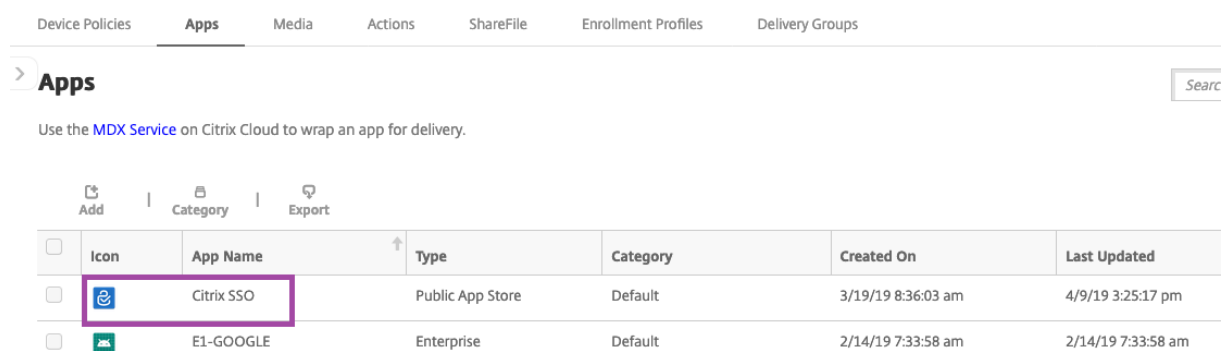 Device Policies Apps Media Actions ShareFile Enrollment Profiles Delivery Groups
Apps
Searc
Use the MDX Service on Citrix Cloud to wrap an app for delivery.
Add | Category | Export
Icon App Name Type Category Created On Last Updated
Citrix SSO Public App Store Default 3/19/19 8:36:03 am 4/9/19 3:25:17 pm
E1-GOOGLE Enterprise Default 2/14/19 7:33:58 am 2/14/19 7:33:58 am